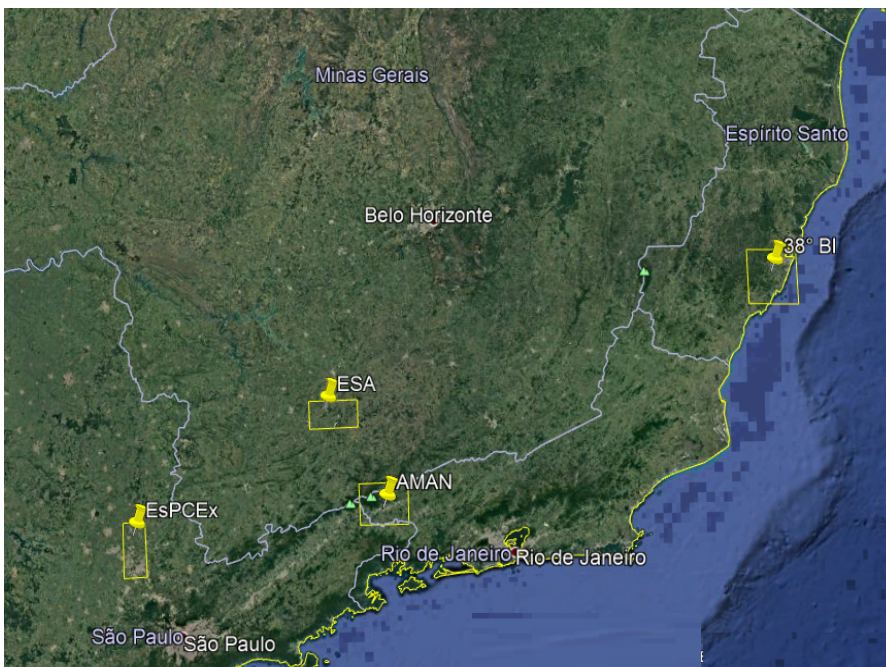 Minas Gerais
Espírito Santo
Belo Horizonte
38° BI
ESA
AMAN
EsPCEx
Rio de Janeiro
Rio de Janeiro
São Paulo
São Paulo